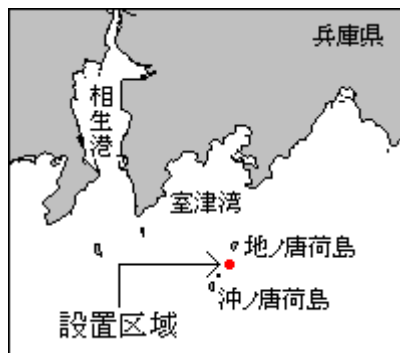 兵庫県
相生港
室津湾
地ノ唐荷島
沖ノ唐荷島
設置区域